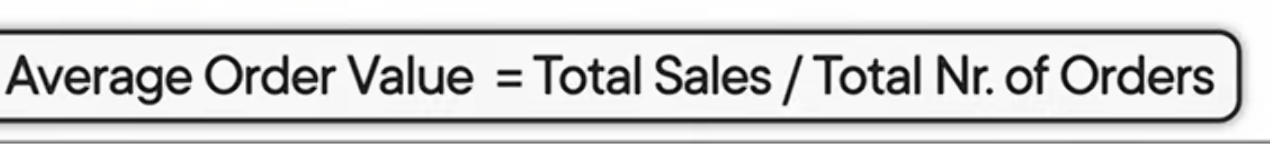 Average Order Value = Total Sales / Total Nr. of Orders